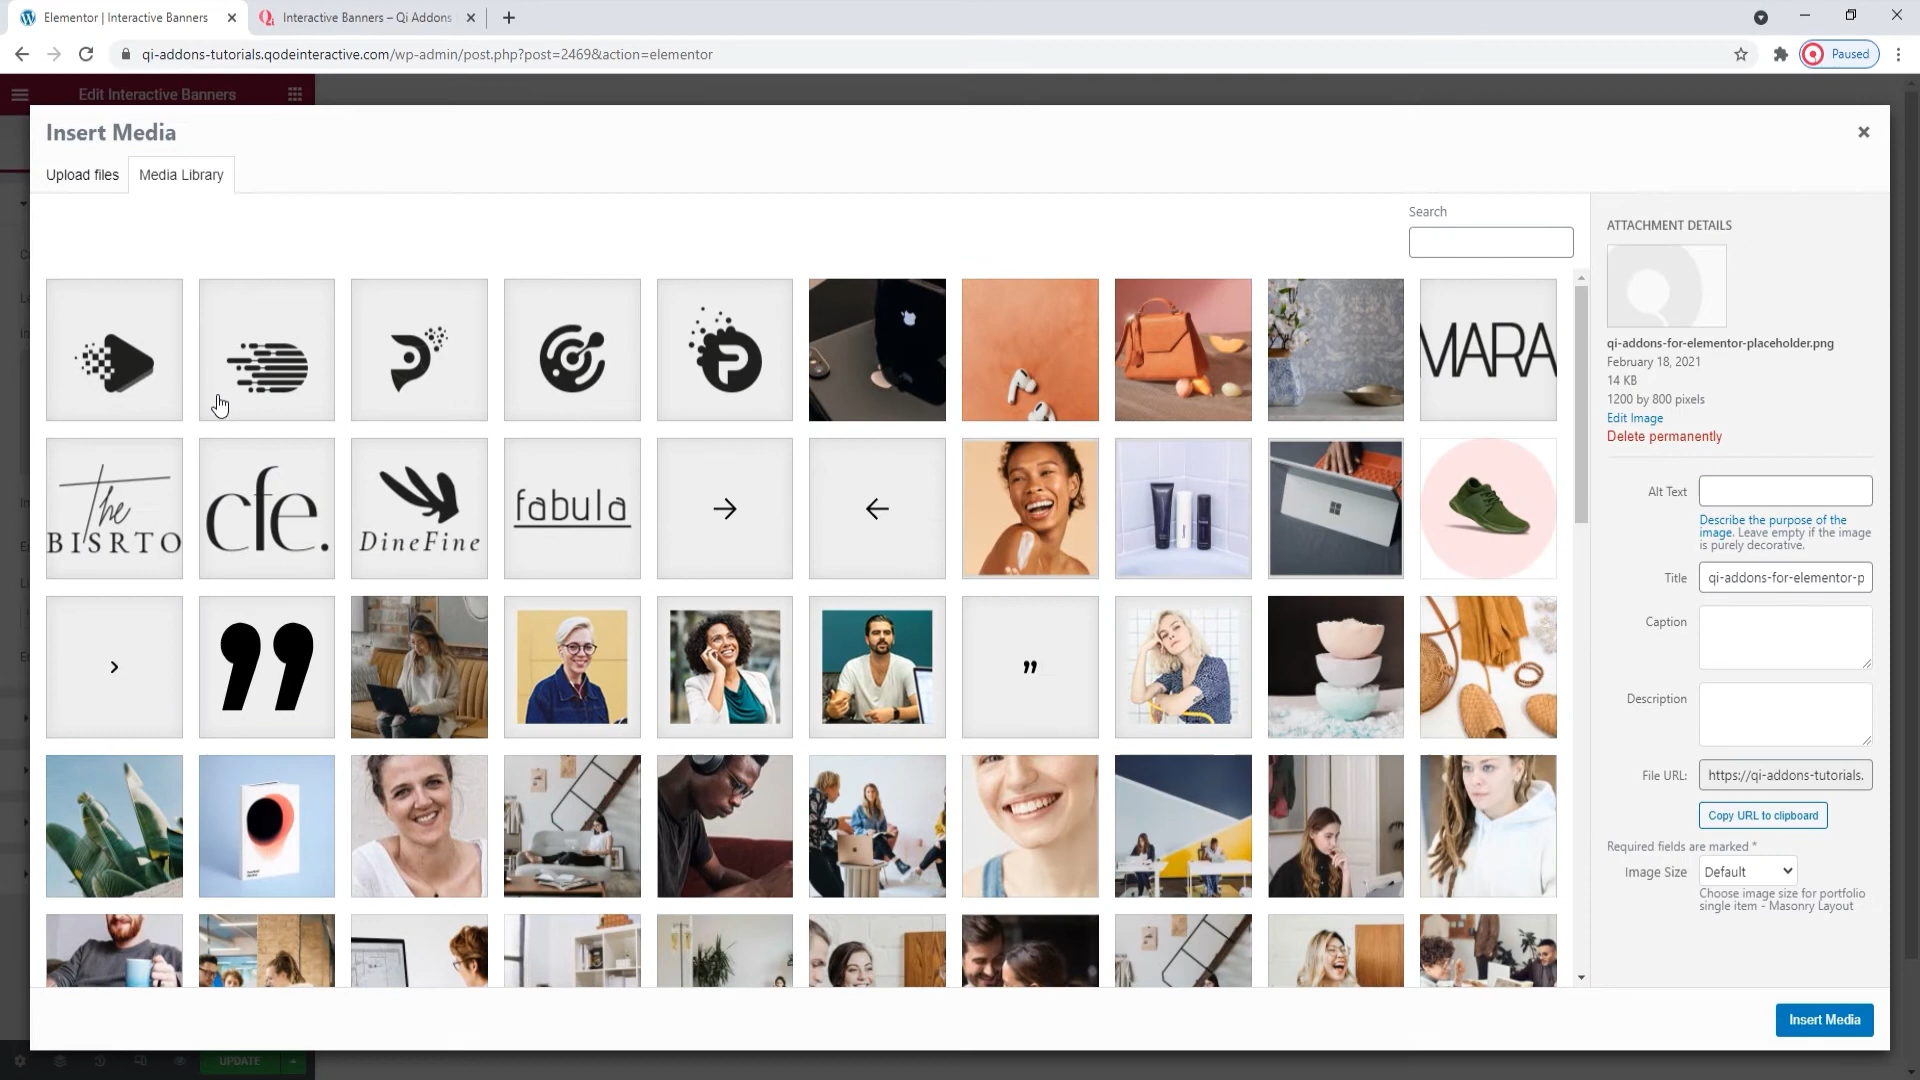 Elementor | Interactive Banners
Interactive Banners – Qi Addons
qi-addons-tutorials.qodeinteractive.com/wp-admin/post.php?post=2469&action=elementor
Paused
Edit Interactive Banners
Insert Media
Upload files
Media Library
Search
ATTACHMENT DETAILS
qi-addons-for-elementor-placeholder.png
February 18, 2021
14 KB
1200 by 800 pixels
Edit Image
Delete permanently
MARA
The
BISRTO
cfe.
DineFine
fabula
Alt Text
Describe the purpose of the
image. Leave empty if the image
is purely decorative.
Title
qi-addons-for-elementor-p
Caption
Description
File URL:
https://qi-addons-tutorials.
Copy URL to clipboard
Required fields are marked *
Image Size
Default
Choose image size for portfolio
single item - Masonry Layout
Insert Media
UPDATE